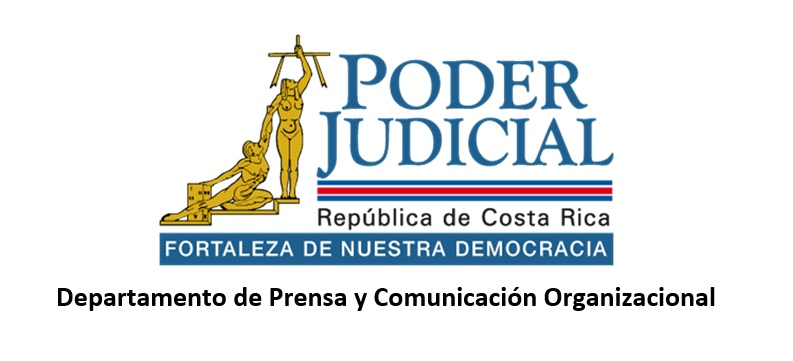 PODER
JUDICIAL
República de Costa Rica
FORTALEZA DE NUESTRA DEMOCRACIA
Departamento de Prensa y Comunicación Organizacional